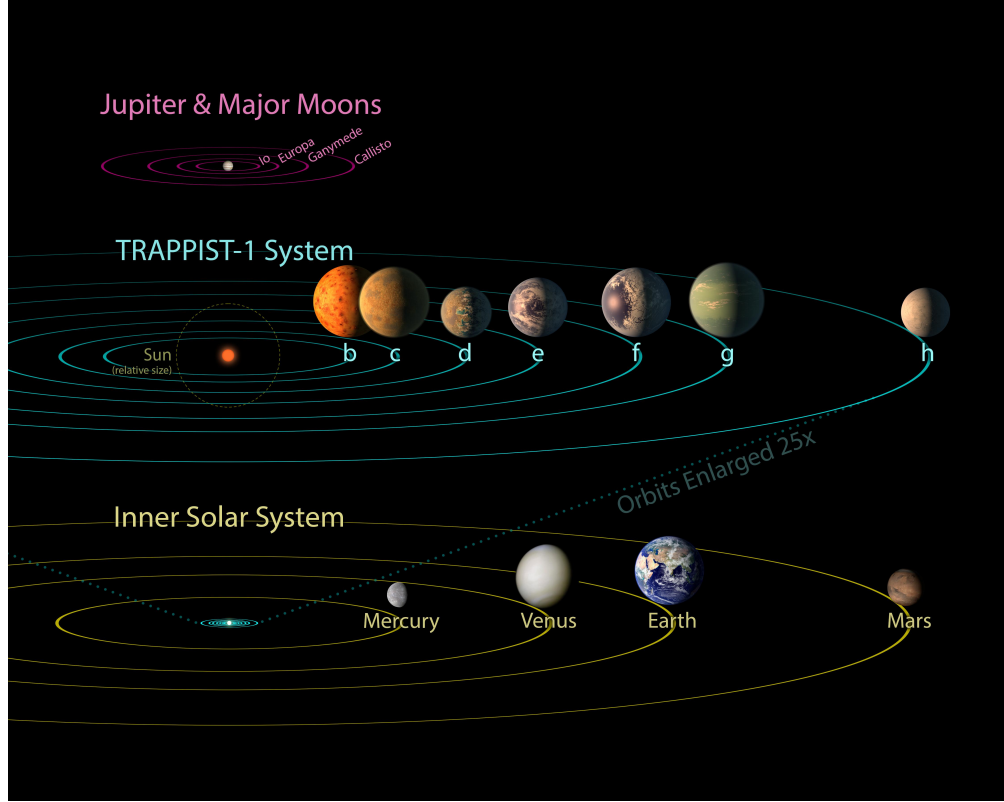 Jupiter & Major Moons
Io
Europa
Ganymede
Callisto
TRAPPIST-1 System
Sun
(relative size)
b
c
d
e
f
g
h
Orbits Enlarged 25x
Inner Solar System
Mercury
Venus
Earth
Mars